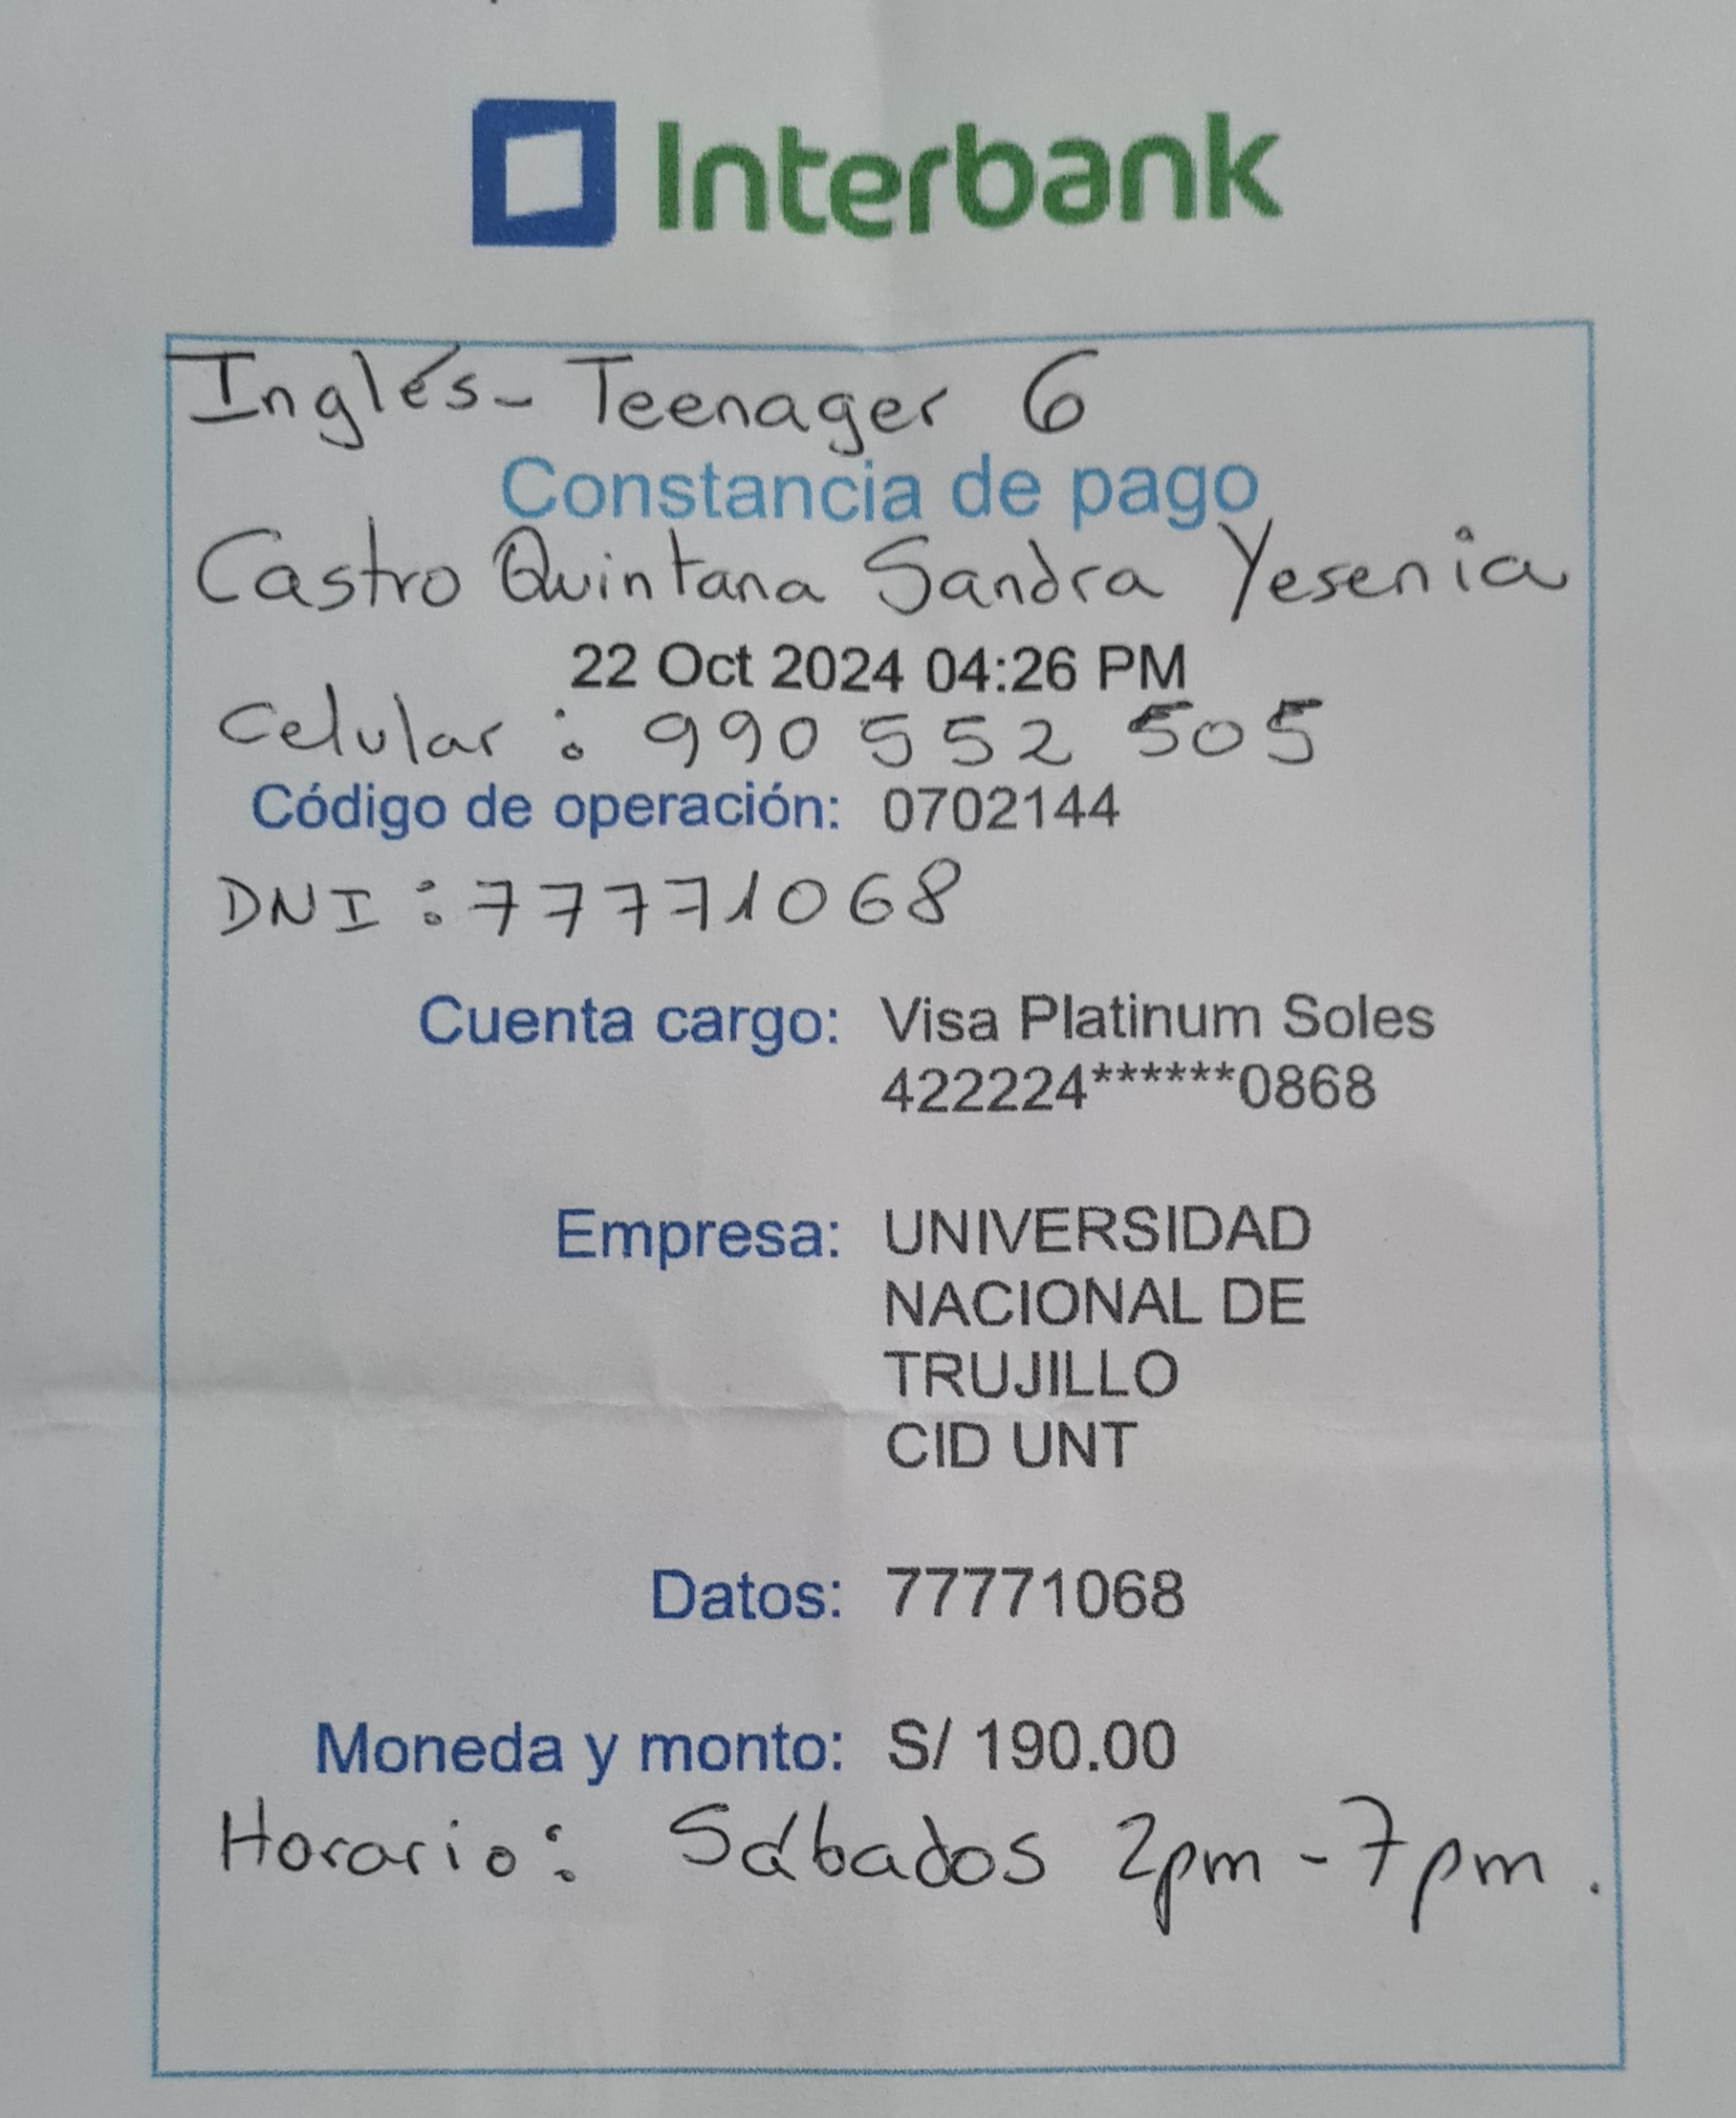 Interbank
Inglés - Teenager 6
Constancia de pago
Castro Quintana Sandra Yesenia
22 Oct 2024 04:26 PM
Celular : 990 552 505
Código de operación: 0702144
DNI : 77771068
Cuenta cargo: Visa Platinum Soles
422224******0868
Empresa: UNIVERSIDAD
NACIONAL DE
TRUJILLO
CID UNT
Datos: 77771068
Moneda y monto: S/ 190.00
Horario: Sábados 2pm - 7pm.